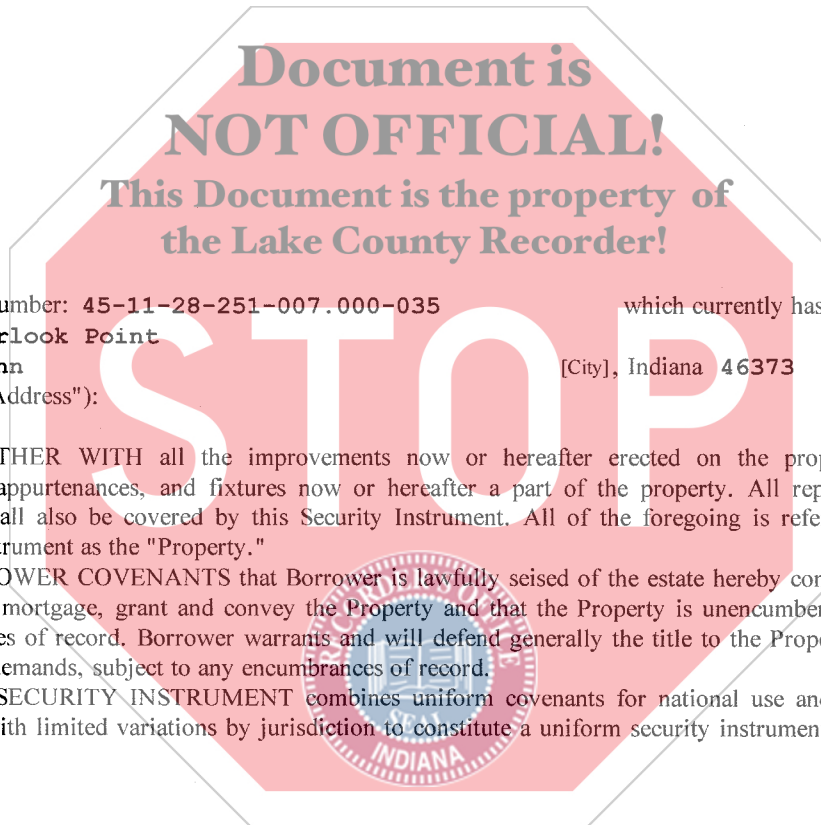 Document is
NOT OFFICIAL!
This Document is the property of
the Lake County Recorder!
umber: 45-11-28-251-007.000-035 which currently has
rlook Point
hn [City], Indiana 46373
Address"):
STOP
THER WITH all the improvements now or hereafter erected on the prop
appurtenances, and fixtures now or hereafter a part of the property. All rep
all also be covered by this Security Instrument. All of the foregoing is refe
trument as the "Property."
OWER COVENANTS that Borrower is lawfully seised of the estate hereby con
mortgage, grant and convey the Property and that the Property is unencumber
es of record. Borrower warrants and will defend generally the title to the Prop
emands, subject to any encumbrances of record.
SECURITY INSTRUMENT combines uniform covenants for national use an
ith limited variations by jurisdiction to constitute a uniform security instrumen
RECORDER'S OFFICE
SEAL
INDIANA